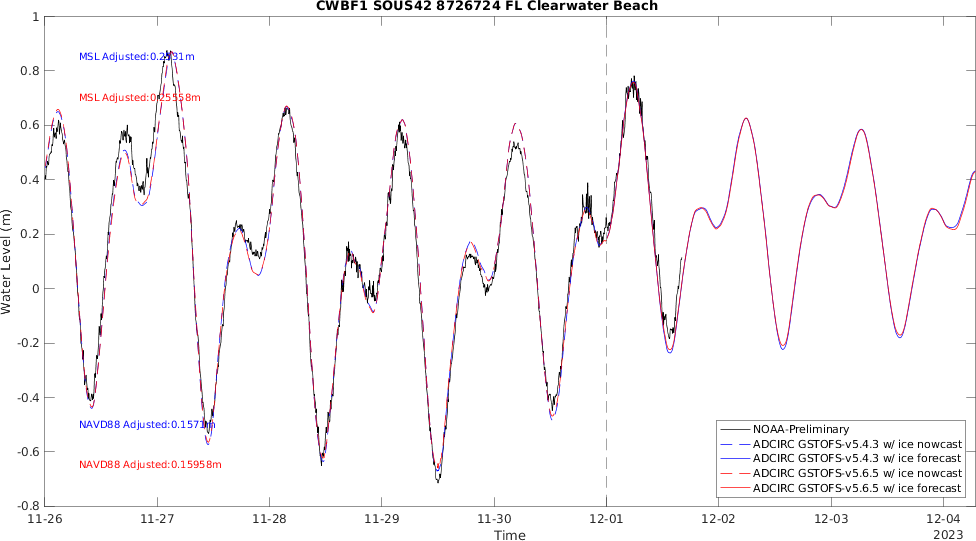 CWBF1 SOUS42 8726724 FL Clearwater Beach
1
0.8
0.6
0.4
0.2
0
-0.2
-0.4
-0.6
-0.8
Water Level (m)
MSL Adjusted:0.2531m
MSL Adjusted:0.25558m
NAVD88 Adjusted:0.1571m
NAVD88 Adjusted:0.15958m
NOAA-Preliminary
ADCIRC GSTOFS-v5.4.3 w/ ice nowcast
ADCIRC GSTOFS-v5.4.3 w/ ice forecast
ADCIRC GSTOFS-v5.6.5 w/ ice nowcast
ADCIRC GSTOFS-v5.6.5 w/ ice forecast
11-26 11-27 11-28 11-29 11-30 12-01 12-02 12-03 12-04
Time
2023